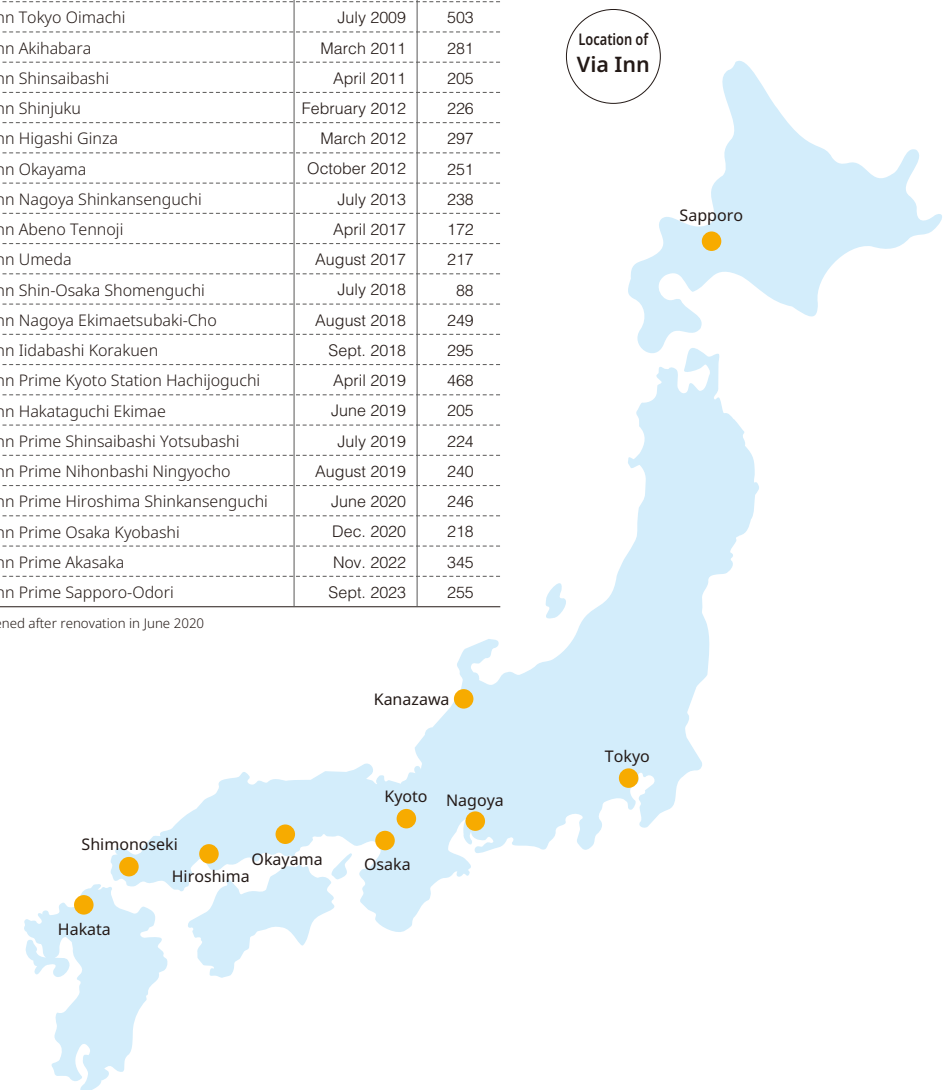 nn Tokyo Oimachi July 2009 503
nn Akihabara March 2011 281
nn Shinsaibashi April 2011 205
nn Shinjuku February 2012 226
nn Higashi Ginza March 2012 297
nn Okayama October 2012 251
nn Nagoya Shinkansenguchi July 2013 238
nn Abeno Tennoji April 2017 172
nn Umeda August 2017 217
nn Shin-Osaka Shomenguchi July 2018 88
nn Nagoya Ekimaetsubaki-Cho August 2018 249
nn Iidabashi Korakuen Sept. 2018 295
nn Prime Kyoto Station Hachijoguchi April 2019 468
nn Hakataguchi Ekimae June 2019 205
nn Prime Shinsaibashi Yotsubashi July 2019 224
nn Prime Nihonbashi Ningyocho August 2019 240
nn Prime Hiroshima Shinkansenguchi June 2020 246
nn Prime Osaka Kyobashi Dec. 2020 218
nn Prime Akasaka Nov. 2022 345
nn Prime Sapporo-Odori Sept. 2023 255
ened after renovation in June 2020
Location of
Via Inn
Sapporo
Kanazawa
Tokyo
Kyoto
Nagoya
Shimonoseki
Okayama
Osaka
Hiroshima
Hakata